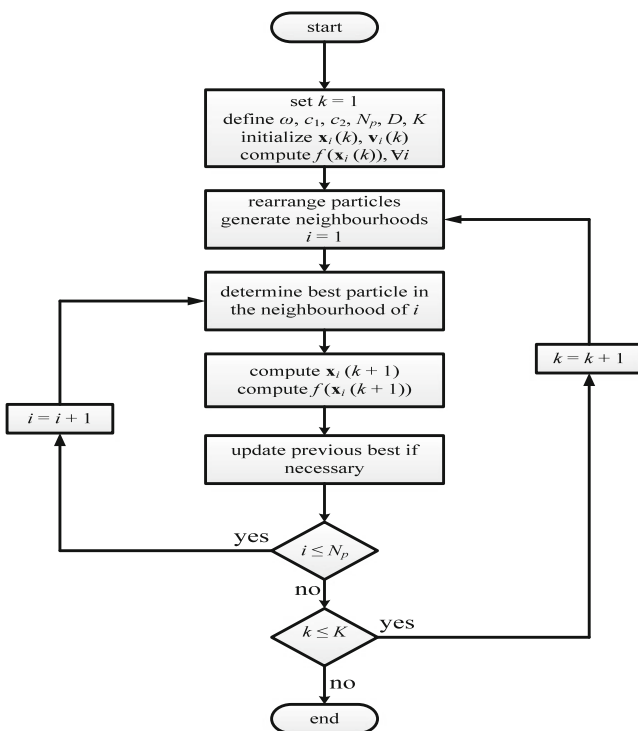 start
set k = 1
define ω, c₁, c₂, Nₚ, D, K
initialize xᵢ(k), vᵢ(k)
compute f(xᵢ(k)), ∀i
rearrange particles
generate neighbourhoods
i = 1
determine best particle in
the neighbourhood of i
k = k + 1
compute xᵢ (k + 1)
compute f(xᵢ (k + 1))
i = i + 1
update previous best if
necessary
yes
i ≤ Nₚ
no
k ≤ K
yes
no
end